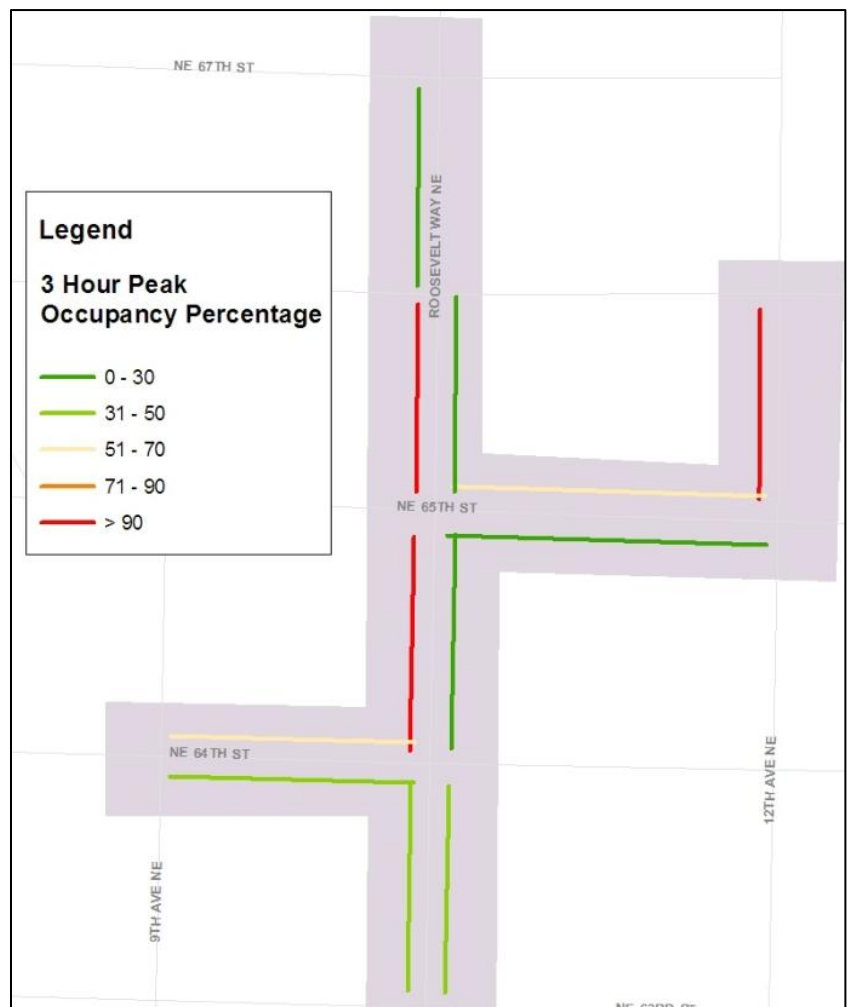 NE 67TH ST
ROOSEVELT WAY NE
Legend
3 Hour Peak
Occupancy Percentage
0 - 30
31 - 50
51 - 70
71 - 90
> 90
NE 65TH ST
NE 64TH ST
12TH AVE NE
9TH AVE NE